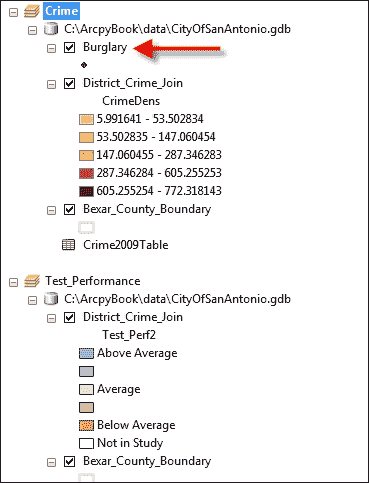 Crime
C:\ArcpyBook\data\CityOfSanAntonio.gdb
Burglary
District_Crime_Join
CrimeDens
5.991641 - 53.502834
53.502835 - 147.060454
147.060455 - 287.346283
287.346284 - 605.255253
605.255254 - 772.318143
Bexar_County_Boundary
Crime2009Table
Test_Performance
C:\ArcpyBook\data\CityOfSanAntonio.gdb
District_Crime_Join
Test_Perf2
Above Average
Average
Below Average
Not in Study
Bexar_County_Boundary